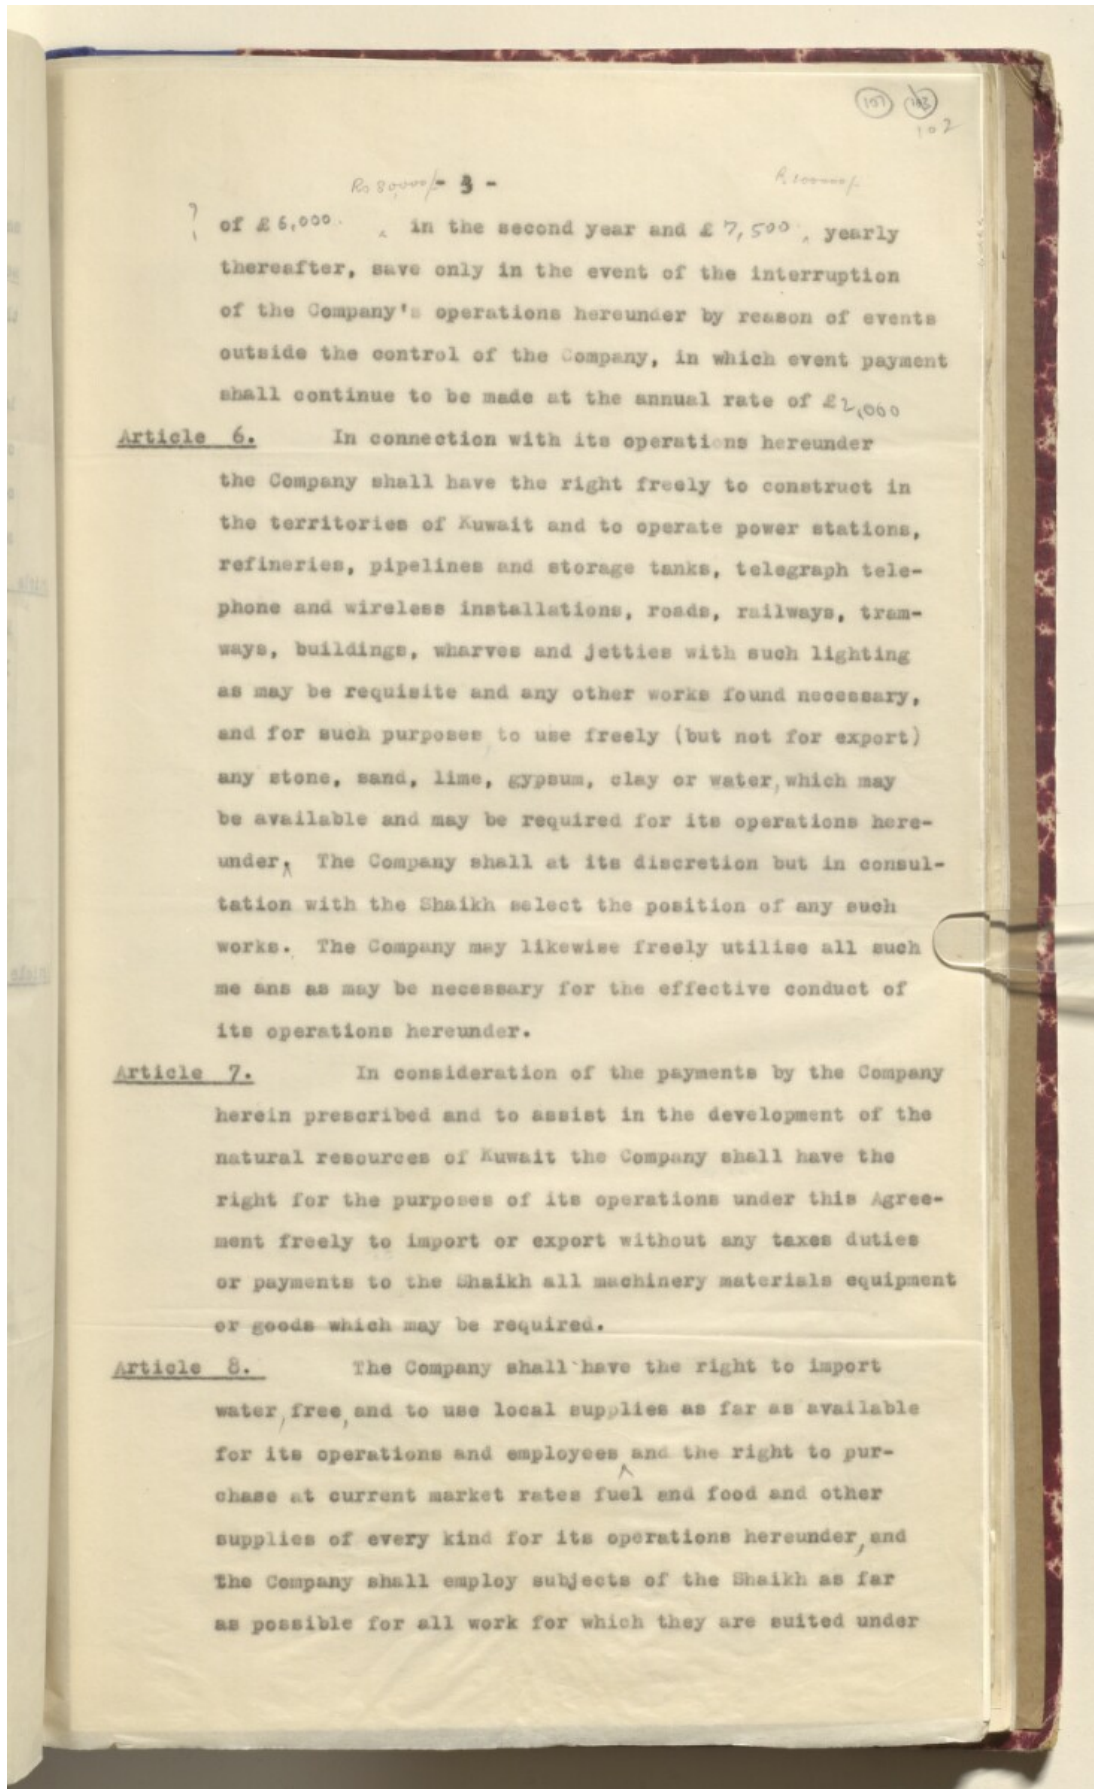 102
Rs 80,000/- - 3 -
? of £ 6,000. in the second year and £ 7,500, yearly
thereafter, save only in the event of the interruption
of the Company's operations hereunder by reason of events
outside the control of the Company, in which event payment
shall continue to be made at the annual rate of £2,000
Article 6. In connection with its operations hereunder
the Company shall have the right freely to construct in
the territories of Kuwait and to operate power stations,
refineries, pipelines and storage tanks, telegraph tele-
phone and wireless installations, roads, railways, tram-
ways, buildings, wharves and jetties with such lighting
as may be requisite and any other works found necessary,
and for such purposes to use freely (but not for export)
any stone, sand, lime, gypsum, clay or water, which may
be available and may be required for its operations here-
under. The Company shall at its discretion but in consul-
tation with the Shaikh select the position of any such
works. The Company may likewise freely utilise all such
me ans as may be necessary for the effective conduct of
its operations hereunder.
Article 7. In consideration of the payments by the Company
herein prescribed and to assist in the development of the
natural resources of Kuwait the Company shall have the
right for the purposes of its operations under this Agree-
ment freely to import or export without any taxes duties
or payments to the Shaikh all machinery materials equipment
or goods which may be required.
Article 8. The Company shall have the right to import
water, free, and to use local supplies as far as available
for its operations and employees and the right to pur-
chase at current market rates fuel and food and other
supplies of every kind for its operations hereunder, and
the Company shall employ subjects of the Shaikh as far
as possible for all work for which they are suited under